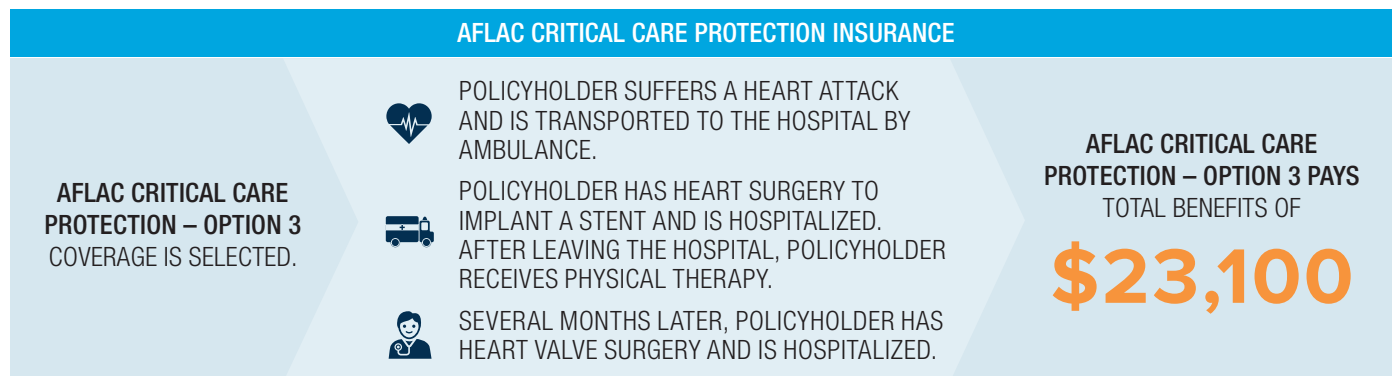 AFLAC CRITICAL CARE PROTECTION INSURANCE
AFLAC CRITICAL CARE
PROTECTION – OPTION 3
COVERAGE IS SELECTED.
POLICYHOLDER SUFFERS A HEART ATTACK
AND IS TRANSPORTED TO THE HOSPITAL BY
AMBULANCE.
POLICYHOLDER HAS HEART SURGERY TO
IMPLANT A STENT AND IS HOSPITALIZED.
AFTER LEAVING THE HOSPITAL, POLICYHOLDER
RECEIVES PHYSICAL THERAPY.
SEVERAL MONTHS LATER, POLICYHOLDER HAS
HEART VALVE SURGERY AND IS HOSPITALIZED.
AFLAC CRITICAL CARE
PROTECTION – OPTION 3 PAYS
TOTAL BENEFITS OF
$23,100